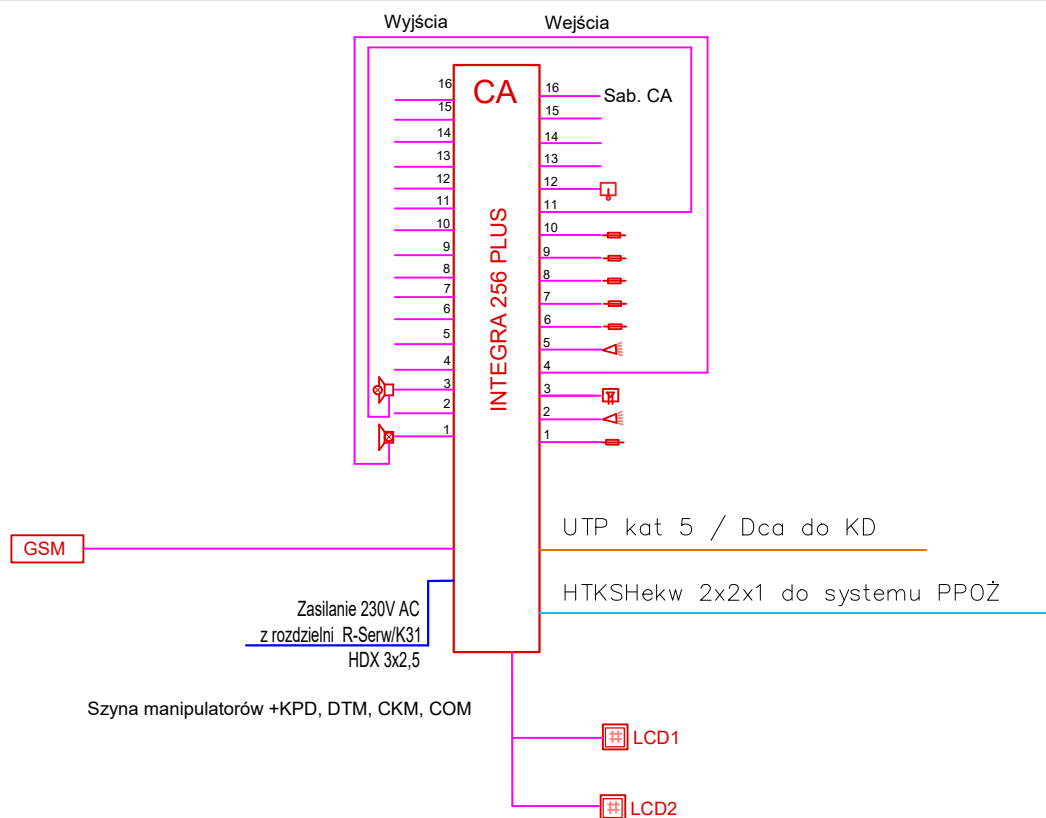 Wyjścia
Wejścia
CA
INTEGRA 256 PLUS
16
15
14
13
12
11
10
9
8
7
6
5
4
3
2
1
16
Sab. CA
15
14
13
12
11
10
9
8
7
6
5
4
3
2
1
GSM
UTP kat 5 / Dca do KD
HTKSHekw 2x2x1 do systemu PPOŻ
Zasilanie 230V AC
z rozdzielni R-Serw/K31
HDX 3x2,5
Szyna manipulatorów +KPD, DTM, CKM, COM
LCD1
LCD2